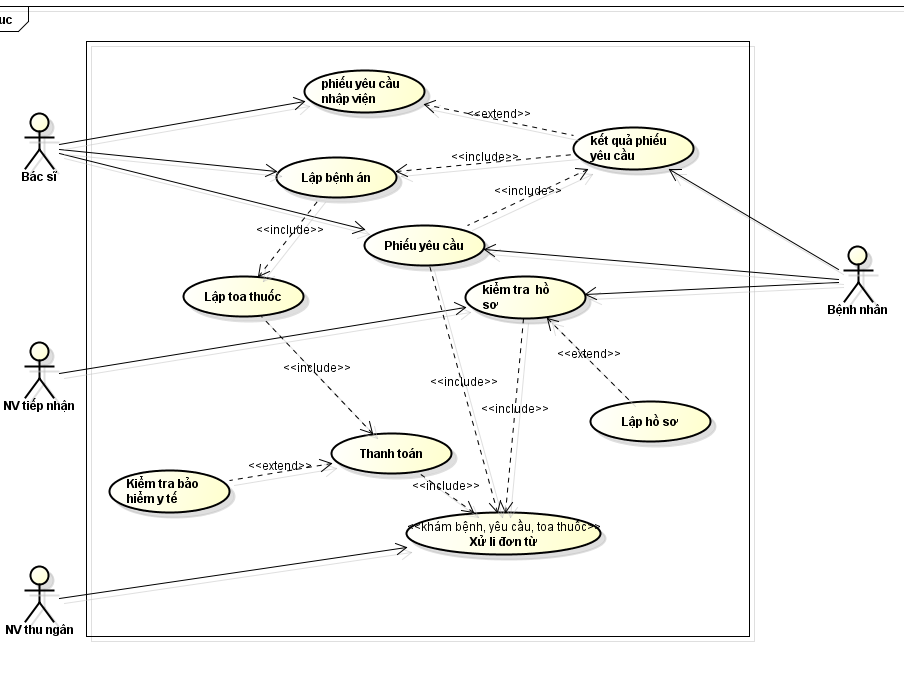 uc
phiếu yêu cầu
nhập viện
<<extend>>
kết quả phiếu
yêu cầu
<<include>>
Bác sĩ
Lập bệnh án
<<include>>
<<include>>
Phiếu yêu cầu
Lập toa thuốc
kiểm tra hồ
sơ
Bệnh nhân
<<extend>>
<<include>>
<<include>>
NV tiếp nhận
<<include>>
Lập hồ sơ
Thanh toán
<<extend>>
Kiểm tra bảo
hiểm y tế
<<include>>
<<khám bệnh, yêu cầu, toa thuốc>>
Xử lí đơn từ
NV thu ngân